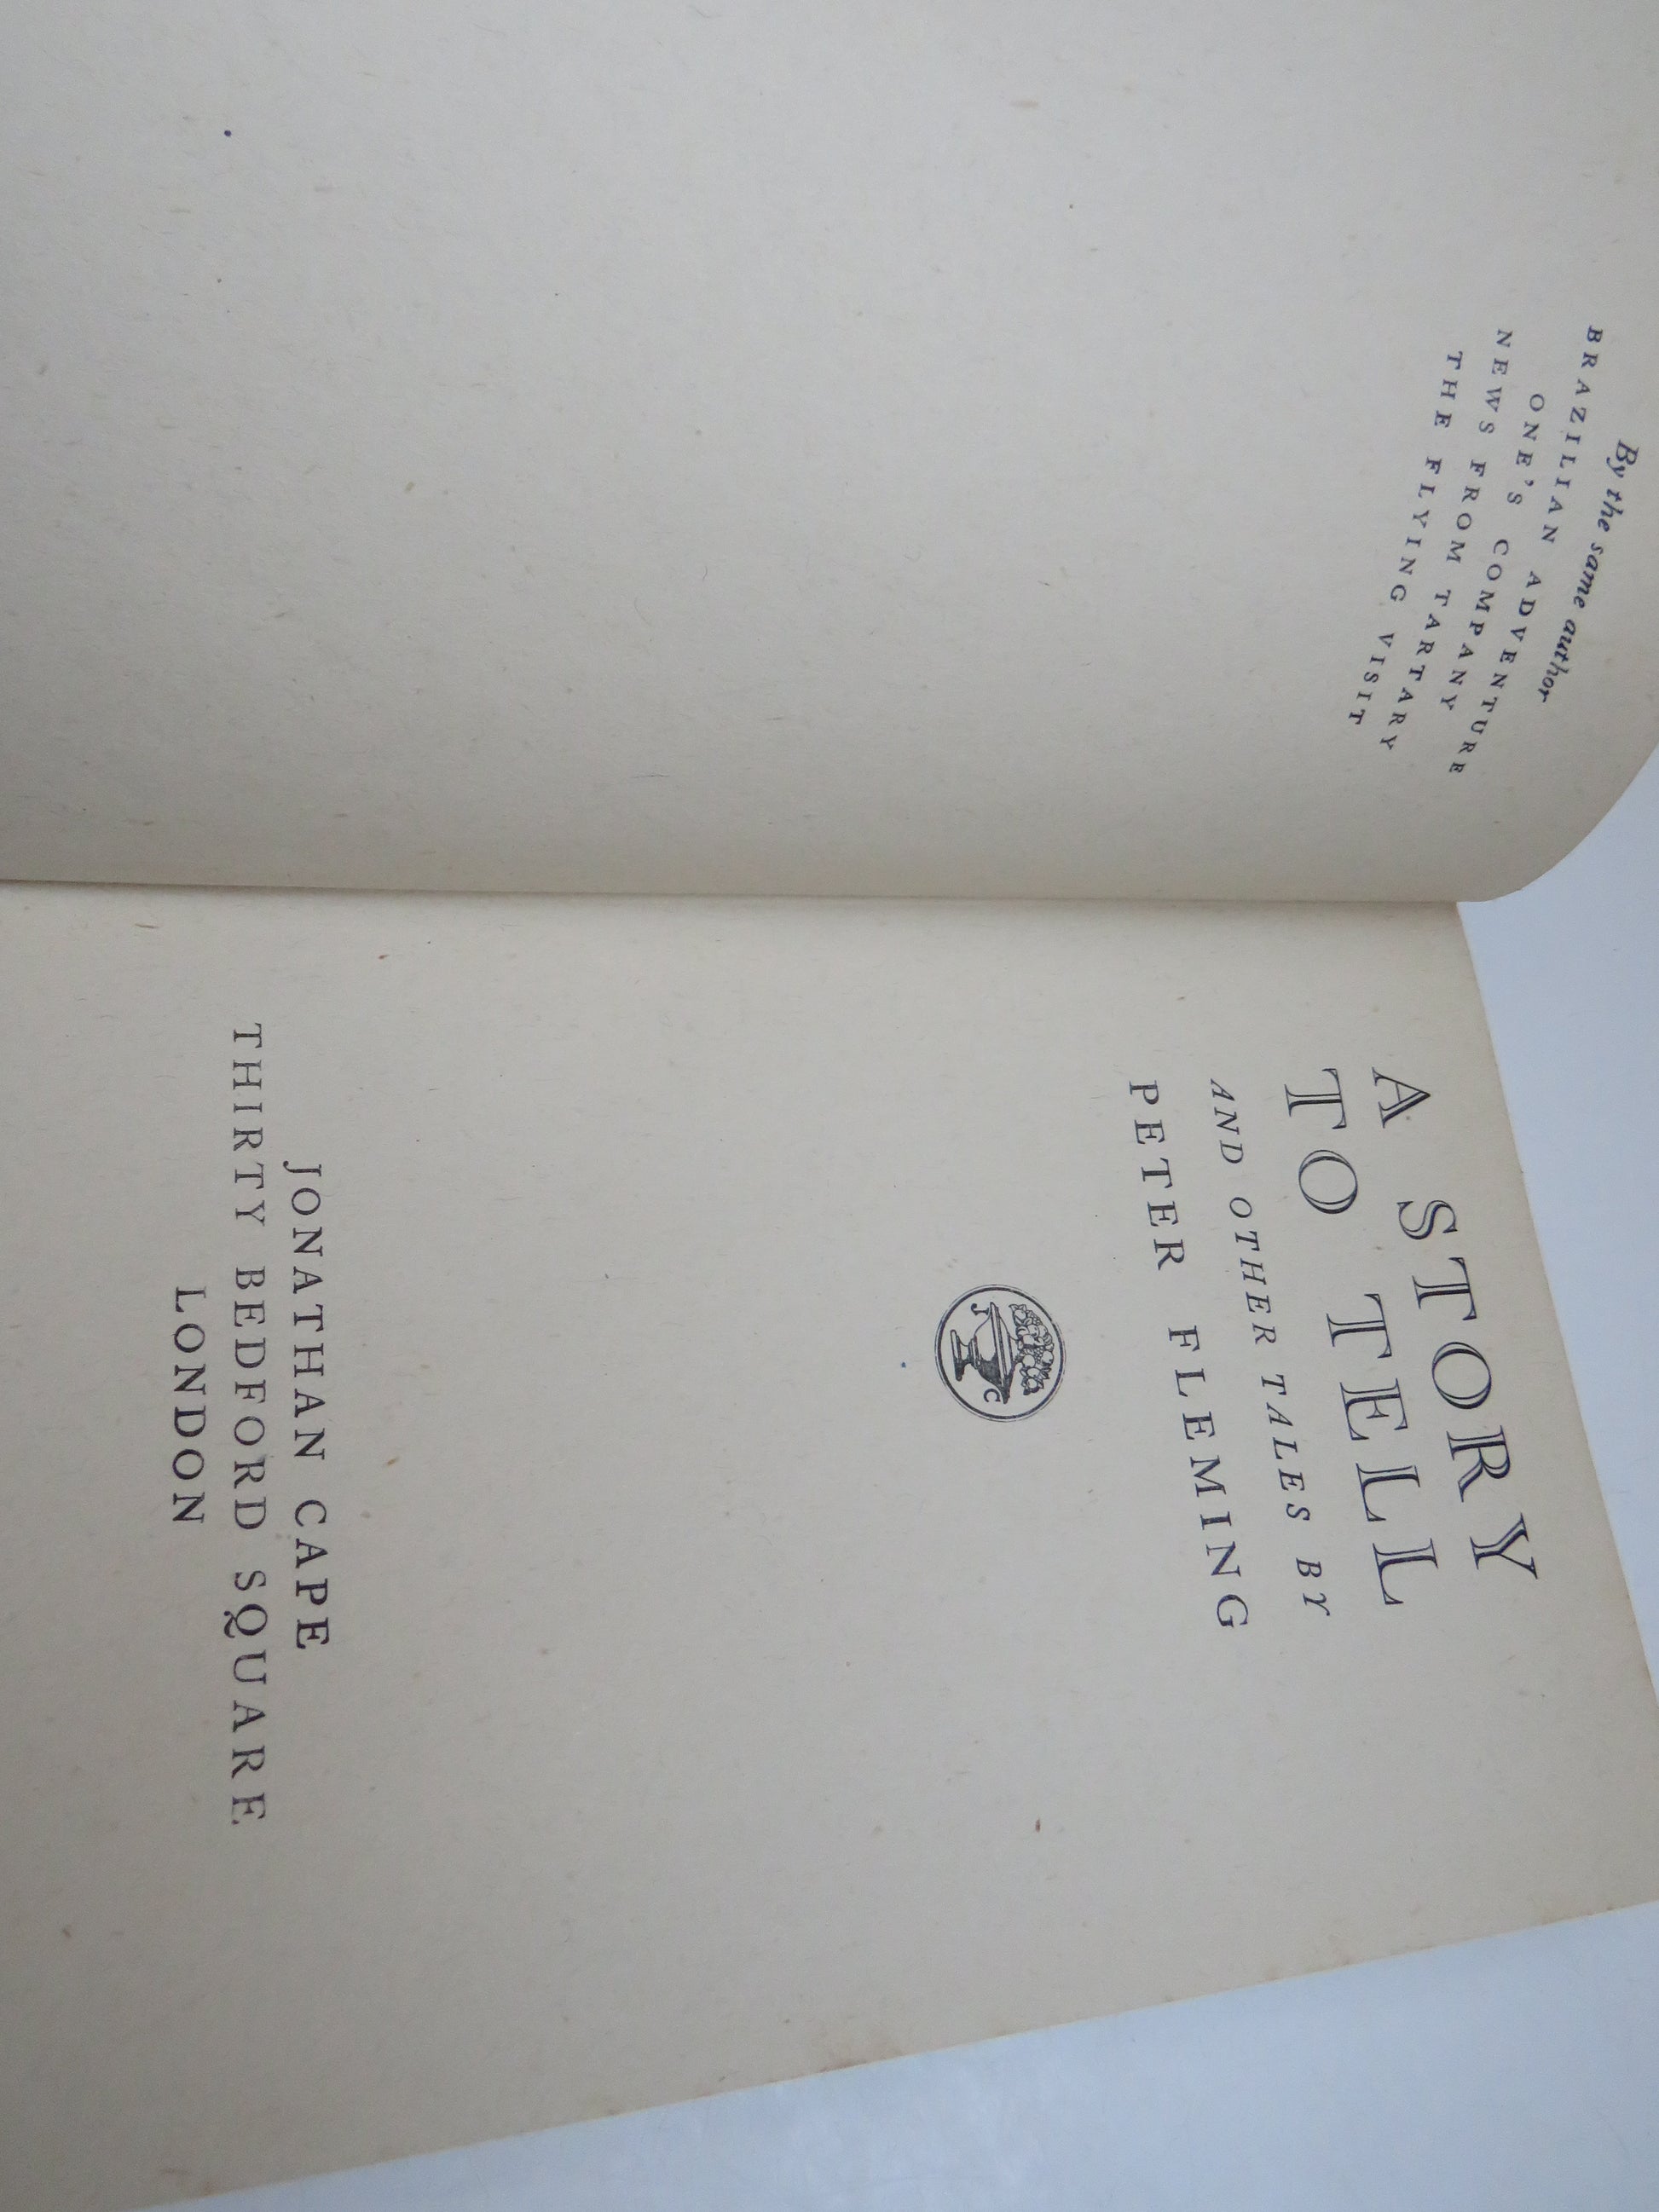 By the same author
BRAZILIAN ADVENTURE
ONE'S COMPANY
NEWS FROM TARTARY
THE FLYING VISIT
A STORY
TO TELL
AND OTHER TALES BY
PETER FLEMING
J C
JONATHAN CAPE
THIRTY BEDFORD SQUARE
LONDON